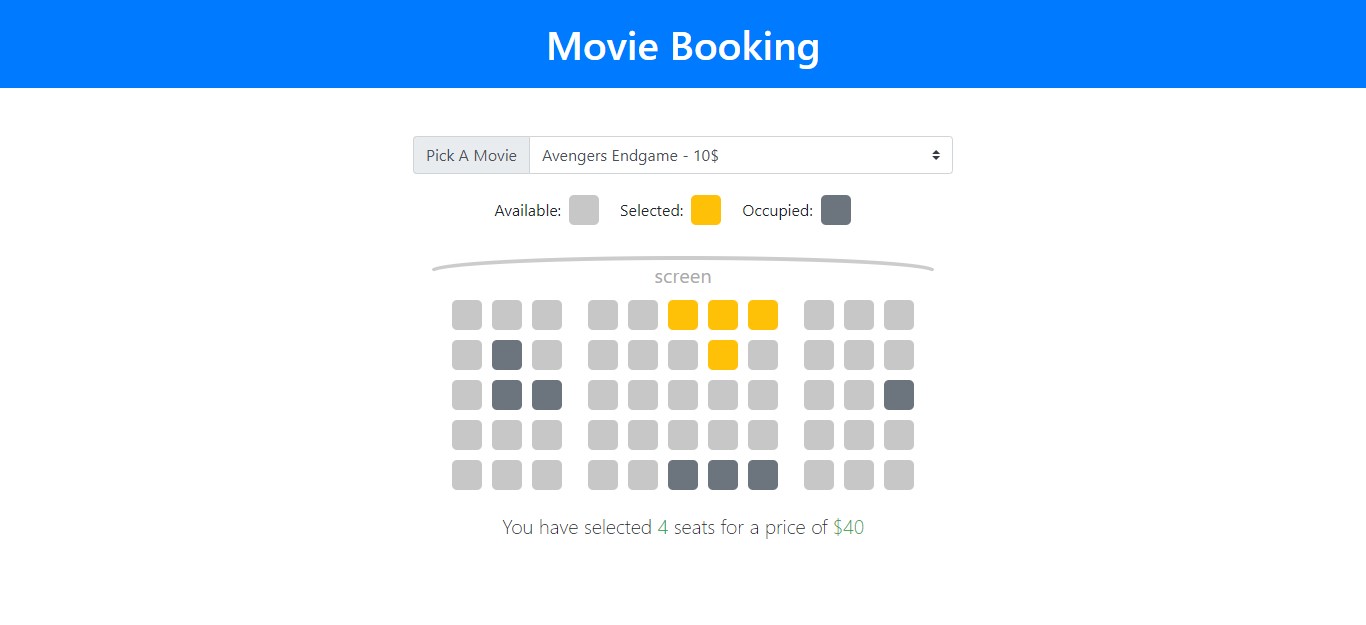 Movie Booking
Pick A Movie Avengers Endgame - 10$
Available: Selected: Occupied:
screen
You have selected 4 seats for a price of $40